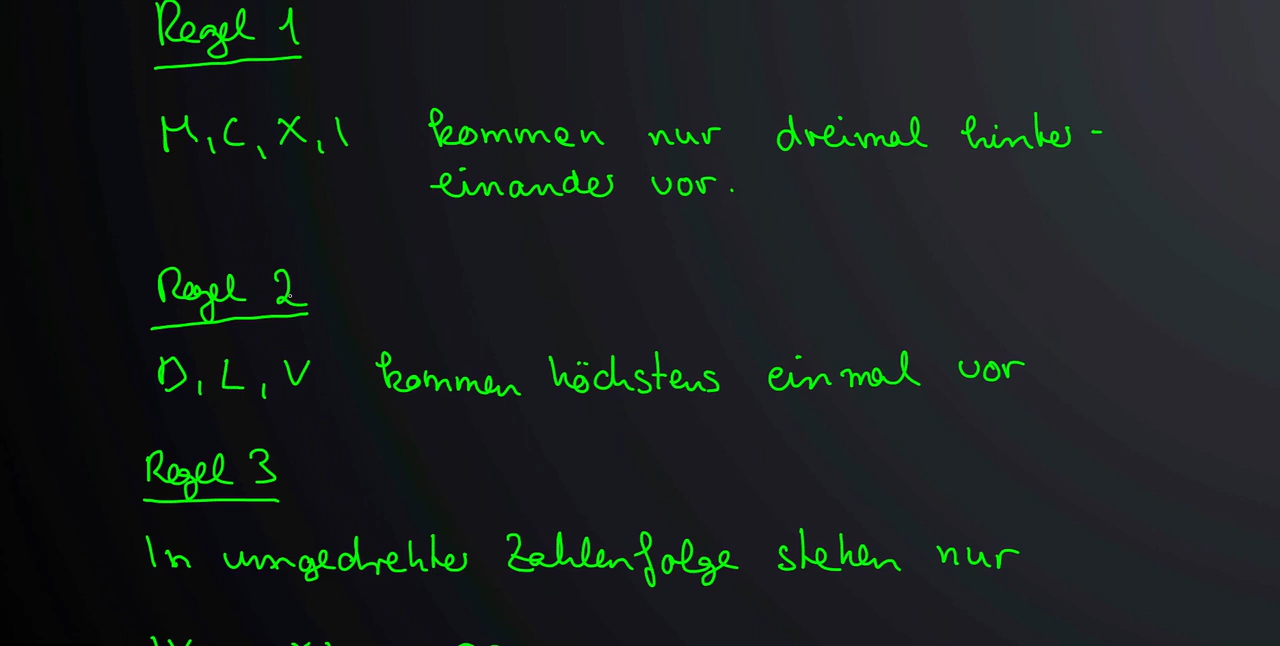 Regel 1
M, C, X, I kommen nur dreimal hinter-
einander vor.
Regel 2
D, L, V kommen höchstens einmal vor
Regel 3
In umgedrehter Zahlenfolge stehen nur